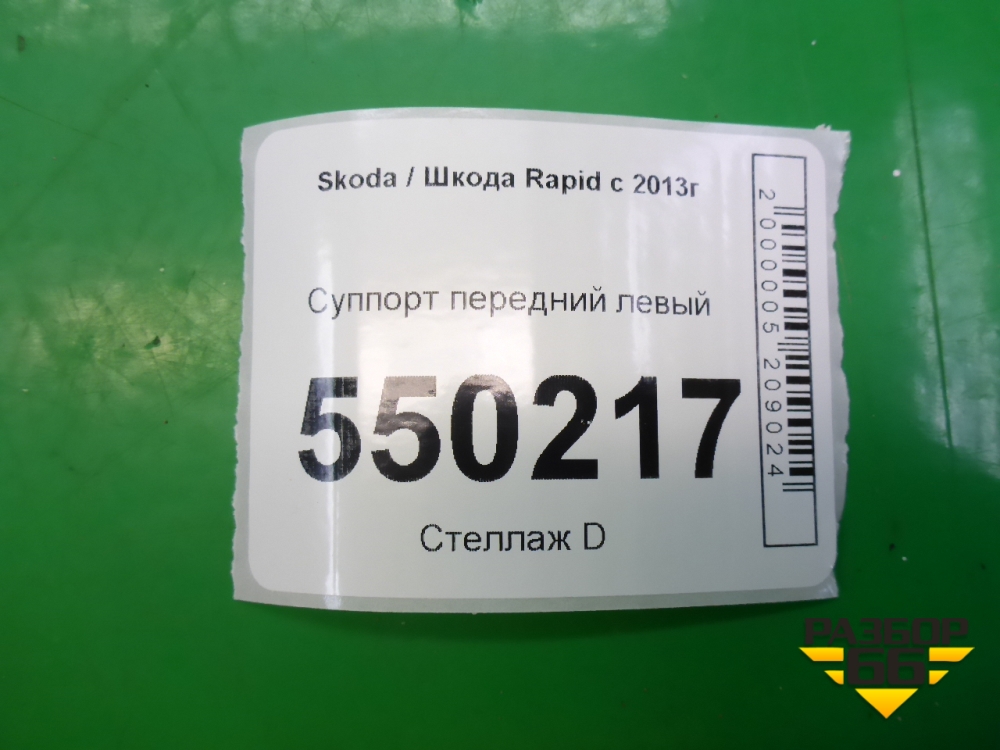 Skoda / Шкода Rapid с 2013г
Суппорт передний левый
550217
Стеллаж D
2000005209024
РАЗБОР
66